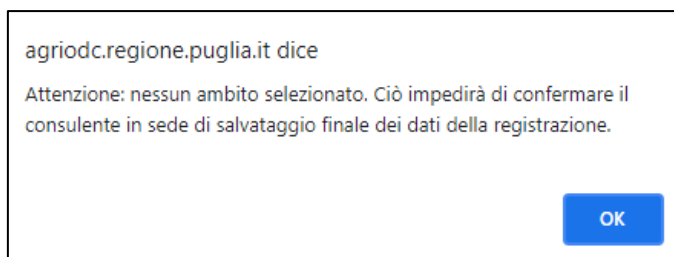 agriodc.regione.puglia.it dice
Attenzione: nessun ambito selezionato. Ciò impedirà di confermare il
consulente in sede di salvataggio finale dei dati della registrazione.
OK